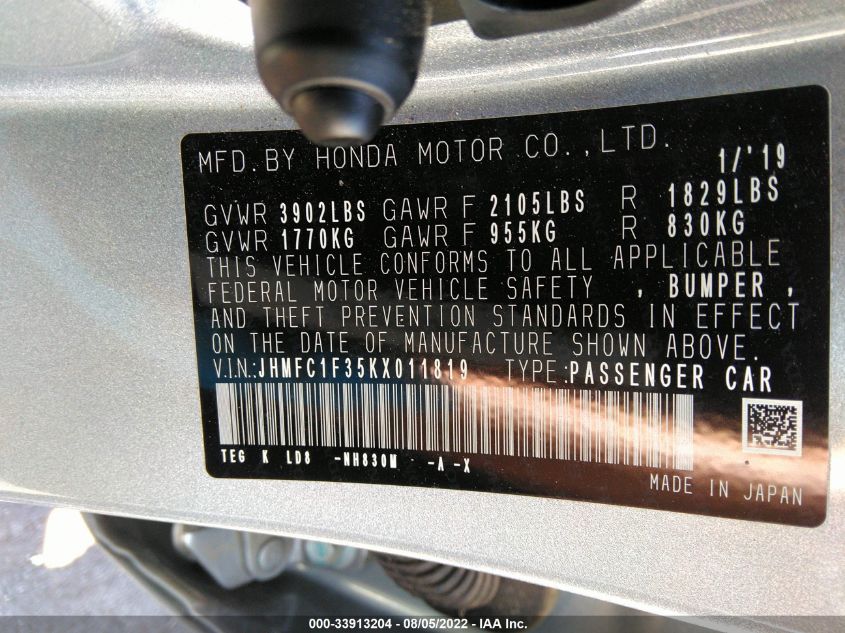 MFD. BY HONDA MOTOR CO., LTD. 1/'19
GVWR 3902LBS GAWR F 2105LBS R 1829LBS
GVWR 1770KG GAWR F 955KG R 830KG
THIS VEHICLE CONFORMS TO ALL APPLICABLE
FEDERAL MOTOR VEHICLE SAFETY , BUMPER ,
AND THEFT PREVENTION STANDARDS IN EFFECT
ON THE DATE OF MANUFACTURE SHOWN ABOVE.
V.I.N.:JHMFC1F35KX011819 TYPE:PASSENGER CAR
TEG K LD8 -NH830M -A -X
MADE IN JAPAN
000-33913204 - 08/05/2022 - IAA Inc.